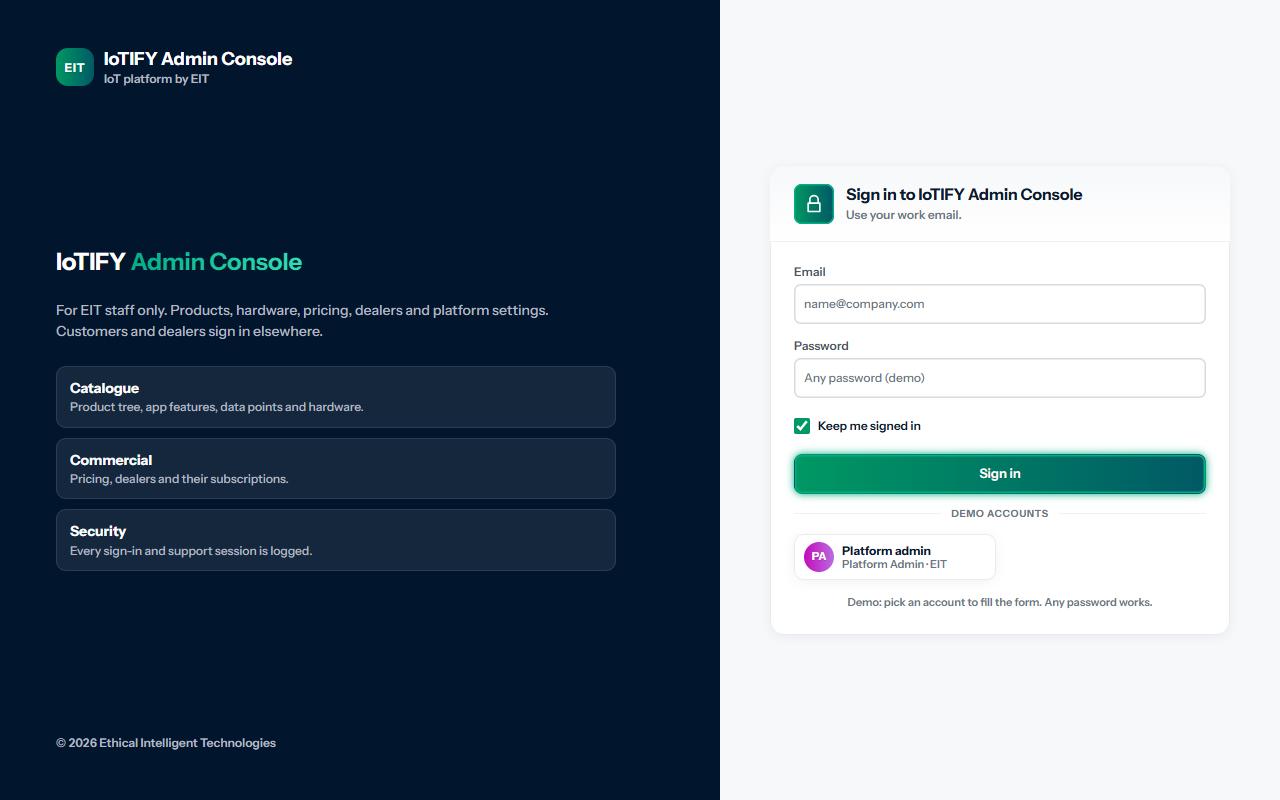 EIT
IoTIFY Admin Console
IoT platform by EIT
IoTIFY Admin Console
For EIT staff only. Products, hardware, pricing, dealers and platform settings.
Customers and dealers sign in elsewhere.
Catalogue
Product tree, app features, data points and hardware.
Commercial
Pricing, dealers and their subscriptions.
Security
Every sign-in and support session is logged.
© 2026 Ethical Intelligent Technologies
Sign in to IoTIFY Admin Console
Use your work email.
Email
name@company.com
Password
Any password (demo)
Keep me signed in
Sign in
DEMO ACCOUNTS
PA
Platform admin
Platform Admin · EIT
Demo: pick an account to fill the form. Any password works.